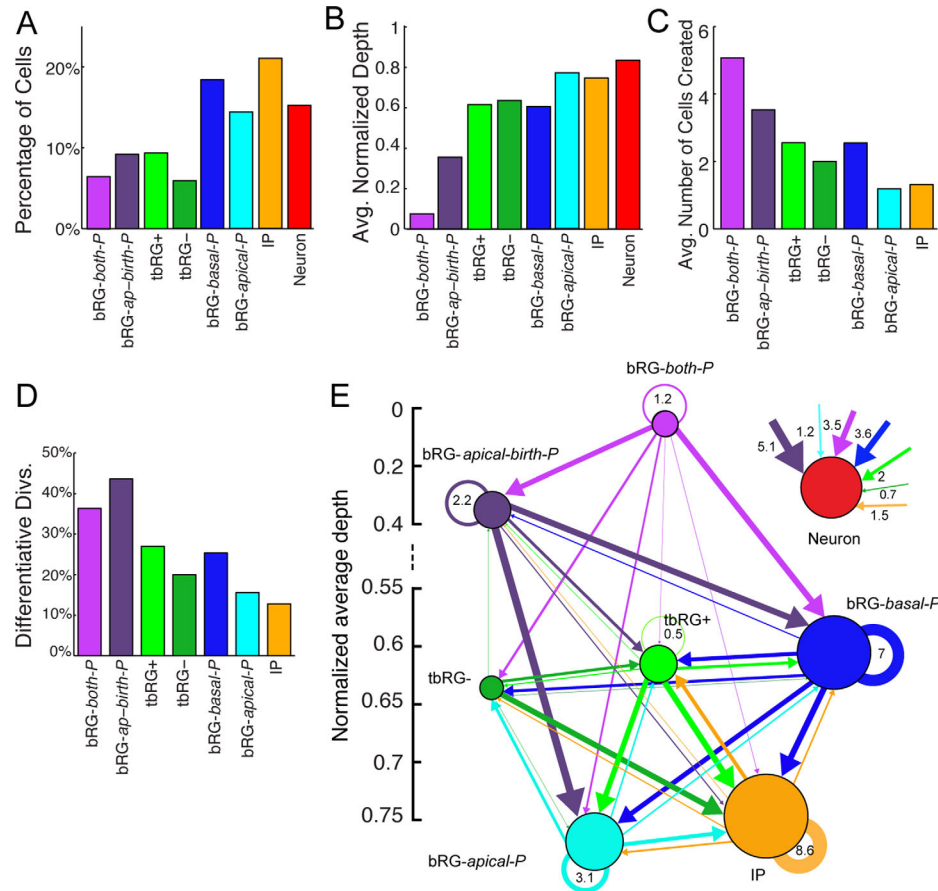 A
Percentage of Cells
20%
10%
0%
bRG-both-P
bRG-ap–birth-P
tbRG+
tbRG–
bRG-basal-P
bRG-apical-P
IP
Neuron
B
Avg. Normalized Depth
1
0.8
0.6
0.4
0.2
0
bRG-both-P
bRG-ap–birth-P
tbRG+
tbRG–
bRG-basal-P
bRG-apical-P
IP
Neuron
C
Avg. Number of Cells Created
6
4
2
0
bRG-both-P
bRG-ap–birth-P
tbRG+
tbRG–
bRG-basal-P
bRG-apical-P
IP
D
Differentiative Divs.
50%
40%
30%
20%
10%
0%
bRG-both-P
bRG-ap–birth-P
tbRG+
tbRG–
bRG-basal-P
bRG-apical-P
IP
E
Normalized average depth
0
0.2
0.4
0.55
0.6
0.65
0.7
0.75
bRG-both-P
1.2
bRG-apical-birth-P
2.2
5.1
1.2
3.5
3.6
2
0.7
1.5
Neuron
bRG-basal-P
7
tbRG+
0.5
tbRG-
bRG-apical-P
3.1
IP
8.6